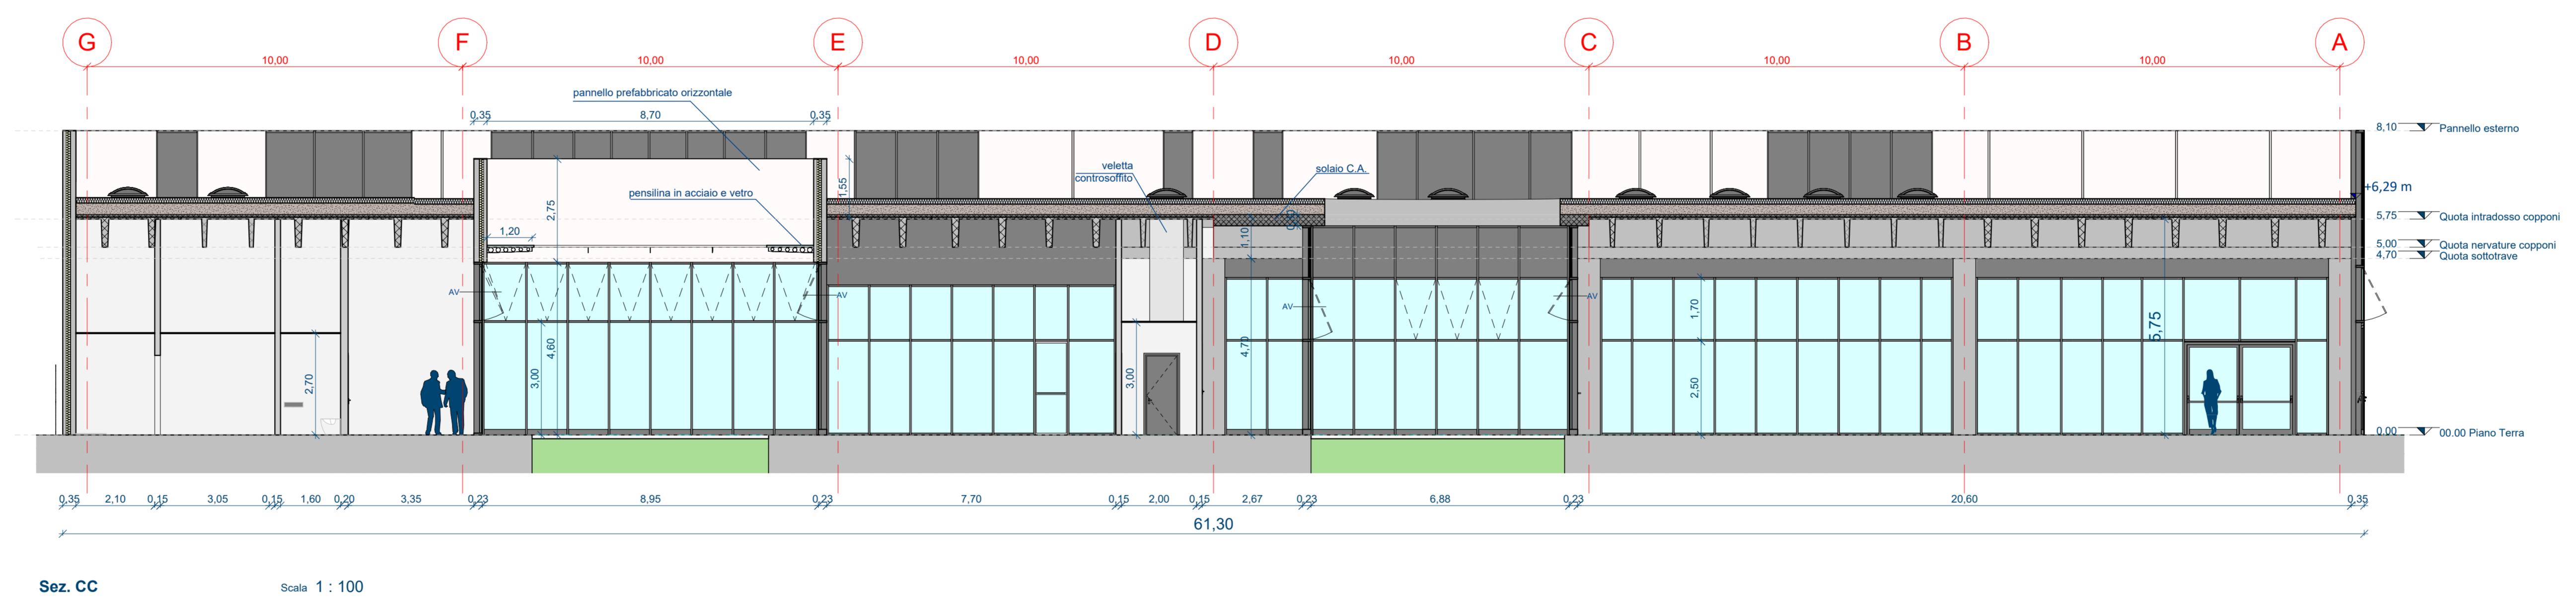 G F E D C B A
10,00 10,00 10,00 10,00 10,00 10,00
pannello prefabbricato orizzontale
0,35 8,70 0,35
8,10 Pannello esterno
veletta
controsoffitto
solaio C.A.
pensilina in acciaio e vetro
1,55
+6,29 m
2,75
5,75 Quota intradosso copponi
1,20
1,10
5,00 Quota nervature copponi
4,70 Quota sottotrave
AV AV AV AV
1,70
5,75
4,60
4,70
3,00
3,00
2,70
2,50
0,00 00.00 Piano Terra
0,35 2,10 0,15 3,05 0,15 1,60 0,20 3,35 0,23 8,95 0,23 7,70 0,15 2,00 0,15 2,67 0,23 6,88 0,23 20,60 0,35
61,30
Sez. CC Scala 1 : 100